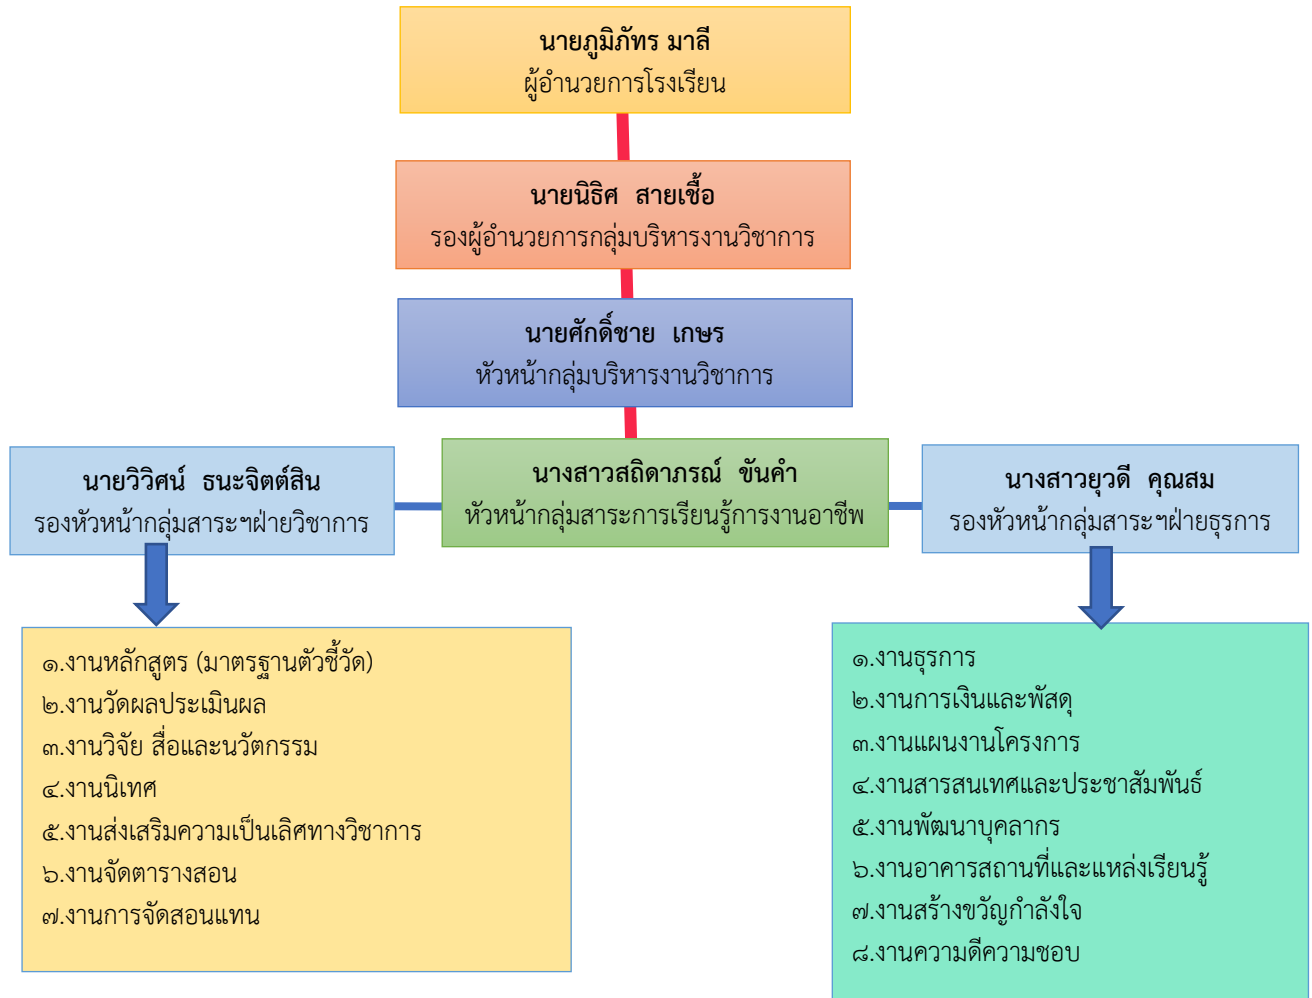 นายภูมิภัทร มาลี
ผู้อำนวยการโรงเรียน
นายนิธิศ  สายเชื้อ
รองผู้อำนวยการกลุ่มบริหารงานวิชาการ
นายศักดิ์ชาย  เกษร
หัวหน้ากลุ่มบริหารงานวิชาการ
นายวิวิศน์  ธนะจิตต์สิน
รองหัวหน้ากลุ่มสาระฯฝ่ายวิชาการ
นางสาวสถิดาภรณ์  ขันคำ
หัวหน้ากลุ่มสาระการเรียนรู้การงานอาชีพ
นางสาวยุวดี  คุณสม
รองหัวหน้ากลุ่มสาระฯฝ่ายธุรการ
๑.งานหลักสูตร (มาตรฐานตัวชี้วัด)
๒.งานวัดผลประเมินผล
๓.งานวิจัย สื่อและนวัตกรรม
๔.งานนิเทศ
๕.งานส่งเสริมความเป็นเลิศทางวิชาการ
๖.งานจัดตารางสอน
๗.งานการจัดสอนแทน
๑.งานธุรการ
๒.งานการเงินและพัสดุ
๓.งานแผนงานโครงการ
๔.งานสารสนเทศและประชาสัมพันธ์
๕.งานพัฒนาบุคลากร
๖.งานอาคารสถานที่และแหล่งเรียนรู้
๗.งานสร้างขวัญกำลังใจ
๘.งานความดีความชอบ